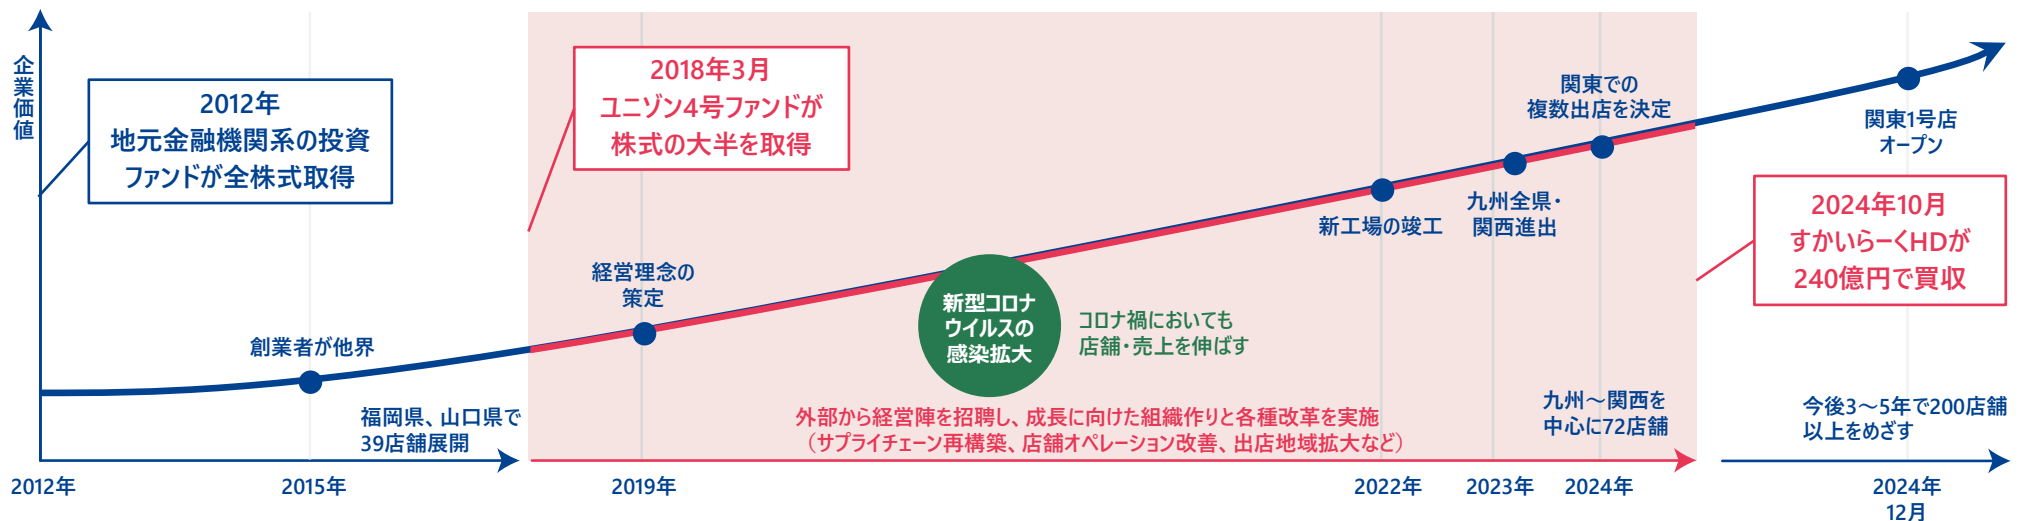 企業価値
2012年
地元金融機関系の投資
ファンドが全株式取得
2018年3月
ユニゾン4号ファンドが
株式の大半を取得
関東での
複数出店を決定
関東1号店
オープン
2024年10月
すかいらーくHDが
240億円で買収
新工場の竣工
九州全県・
関西進出
経営理念の
策定
創業者が他界
新型コロナ
ウイルスの
感染拡大
コロナ禍においても
店舗・売上を伸ばす
福岡県、山口県で
39店舗展開
外部から経営陣を招聘し、成長に向けた組織作りと各種改革を実施
（サプライチェーン再構築、店舗オペレーション改善、出店地域拡大など）
九州～関西を
中心に72店舗
今後3～5年で200店舗
以上をめざす
2012年
2015年
2019年
2022年
2023年
2024年
2024年
12月